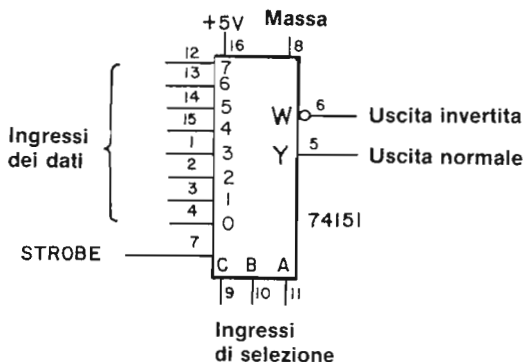 +5V Massa
16 8
12 7
13 6
14 5
15 4
1 3
2 2
3 1
4 0
7
Ingressi
dei dati
STROBE
W 6 Uscita invertita
Y 5 Uscita normale
74151
C B A
9 10 11
Ingressi
di selezione